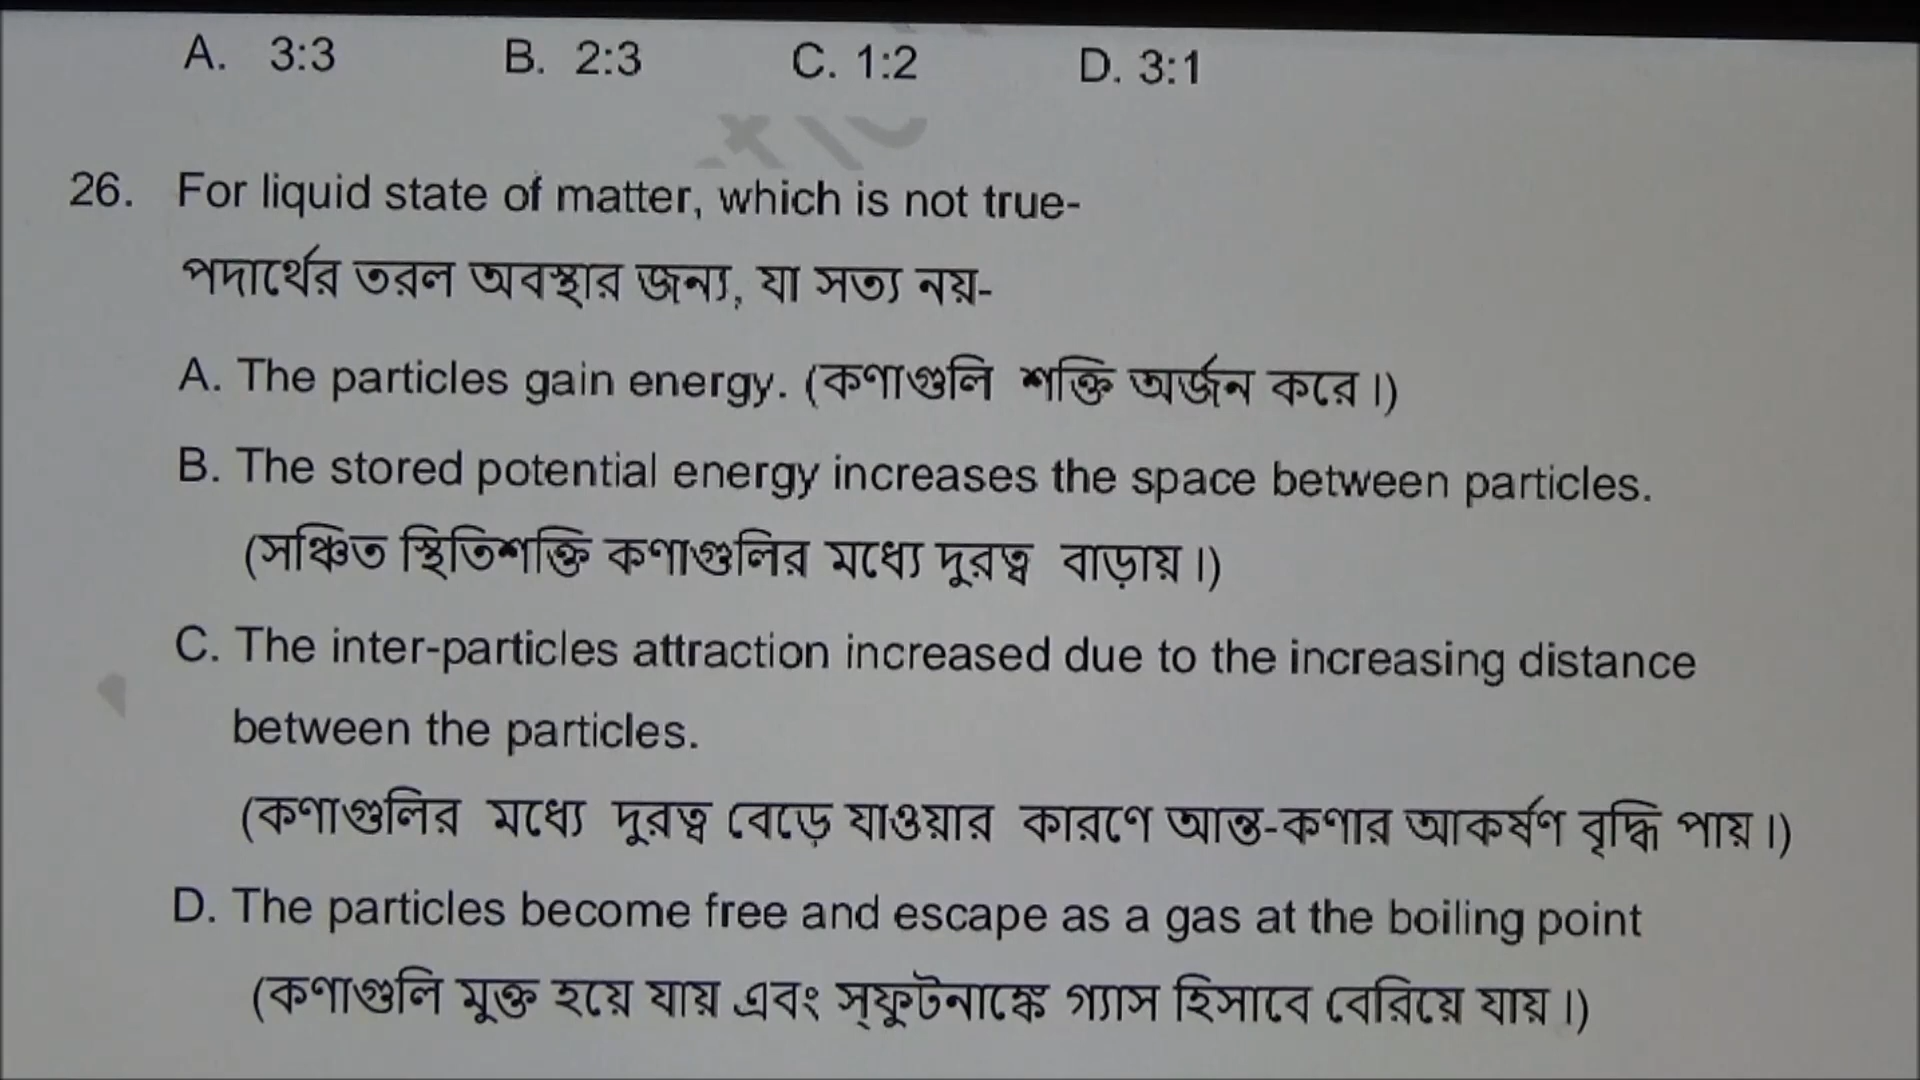 A. 3:3 B. 2:3 C. 1:2 D. 3:1
26. For liquid state of matter, which is not true-
পদার্থের তরল অবস্থার জন্য, যা সত্য নয়-
A. The particles gain energy. (কণাগুলি শক্তি অর্জন করে।)
B. The stored potential energy increases the space between particles.
(সঞ্চিত স্থিতিশক্তি কণাগুলির মধ্যে দুরত্ব বাড়ায়।)
C. The inter-particles attraction increased due to the increasing distance
between the particles.
(কণাগুলির মধ্যে দুরত্ব বেড়ে যাওয়ার কারণে আন্ত-কণার আকর্ষণ বৃদ্ধি পায়।)
D. The particles become free and escape as a gas at the boiling point
(কণাগুলি মুক্ত হয়ে যায় এবং স্ফুটনাঙ্কে গ্যাস হিসাবে বেরিয়ে যায়।)